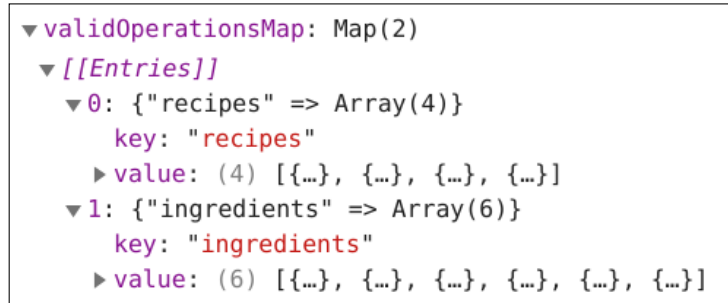 ▼validOperationsMap: Map(2)
▼[[Entries]]
▼0: {"recipes" => Array(4)}
key: "recipes"
▶value: (4) [{…}, {…}, {…}, {…}]
▼1: {"ingredients" => Array(6)}
key: "ingredients"
▶value: (6) [{…}, {…}, {…}, {…}, {…}, {…}]